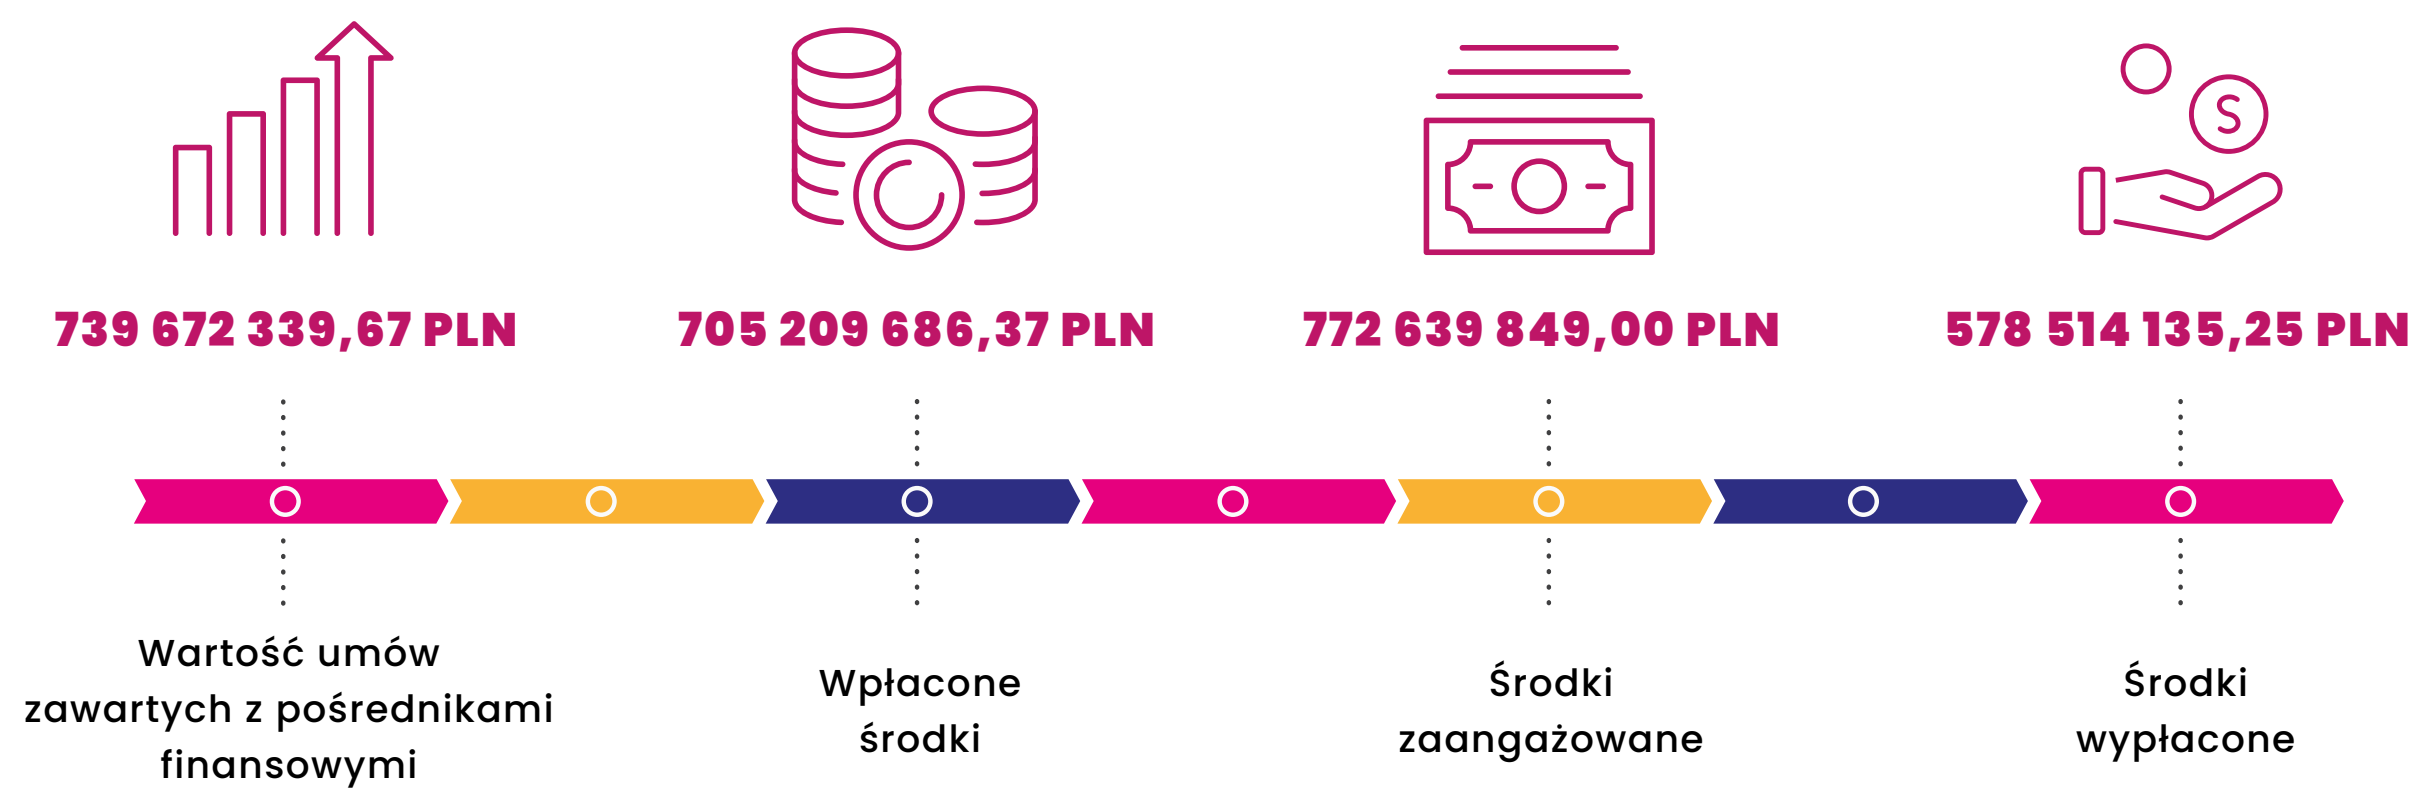 739 672 339,67 PLN
705 209 686,37 PLN
772 639 849,00 PLN
578 514 135,25 PLN
Wartość umów
zawartych z pośrednikami
finansowymi
Wpłacone
środki
Środki
zaangażowane
Środki
wypłacone